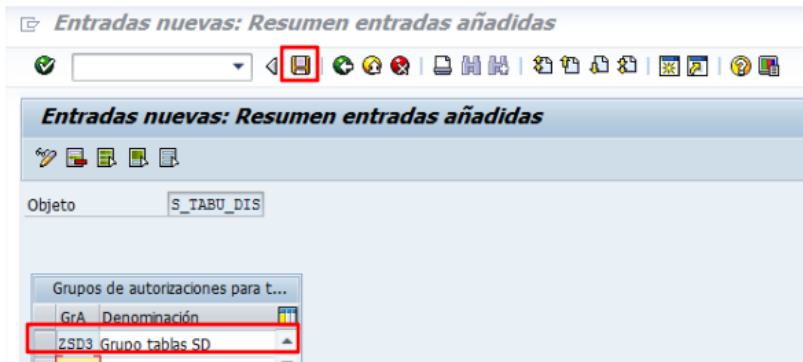 Entradas nuevas: Resumen entradas añadidas
Entradas nuevas: Resumen entradas añadidas
Objeto S_TABU_DIS
Grupos de autorizaciones para t...
GrA Denominación
ZSD3 Grupo tablas SD